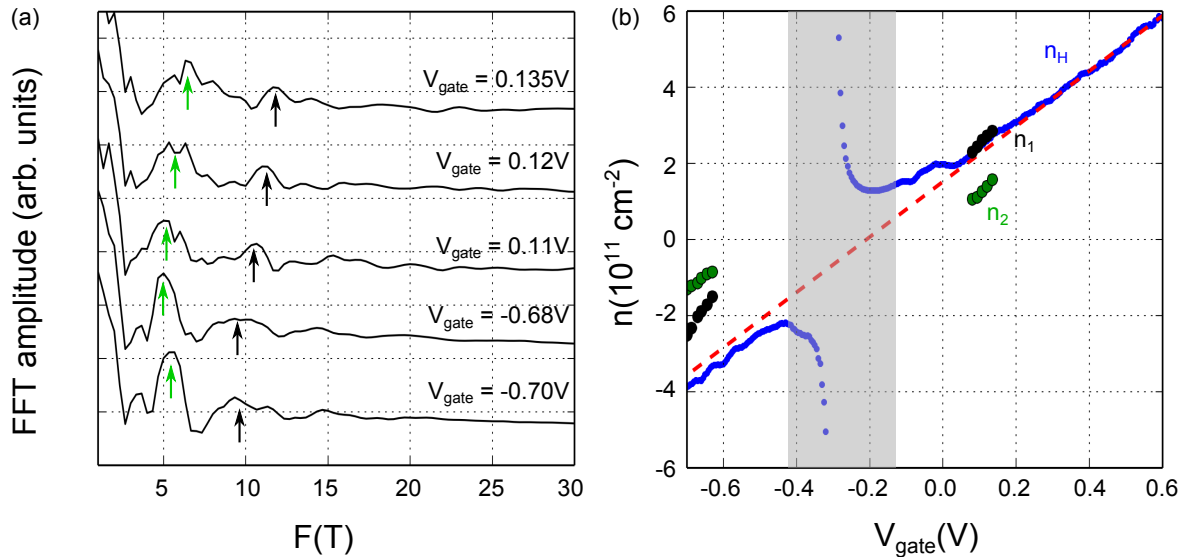 (a)
FFT amplitude (arb. units)
V_gate = 0.135V
V_gate = 0.12V
V_gate = 0.11V
V_gate = -0.68V
V_gate = -0.70V
5 10 15 20 25 30
F(T)
(b)
n(10^11 cm^-2)
6
4
2
0
-2
-4
-6
n_H
n_1
n_2
-0.6 -0.4 -0.2 0.0 0.2 0.4 0.6
V_gate(V)